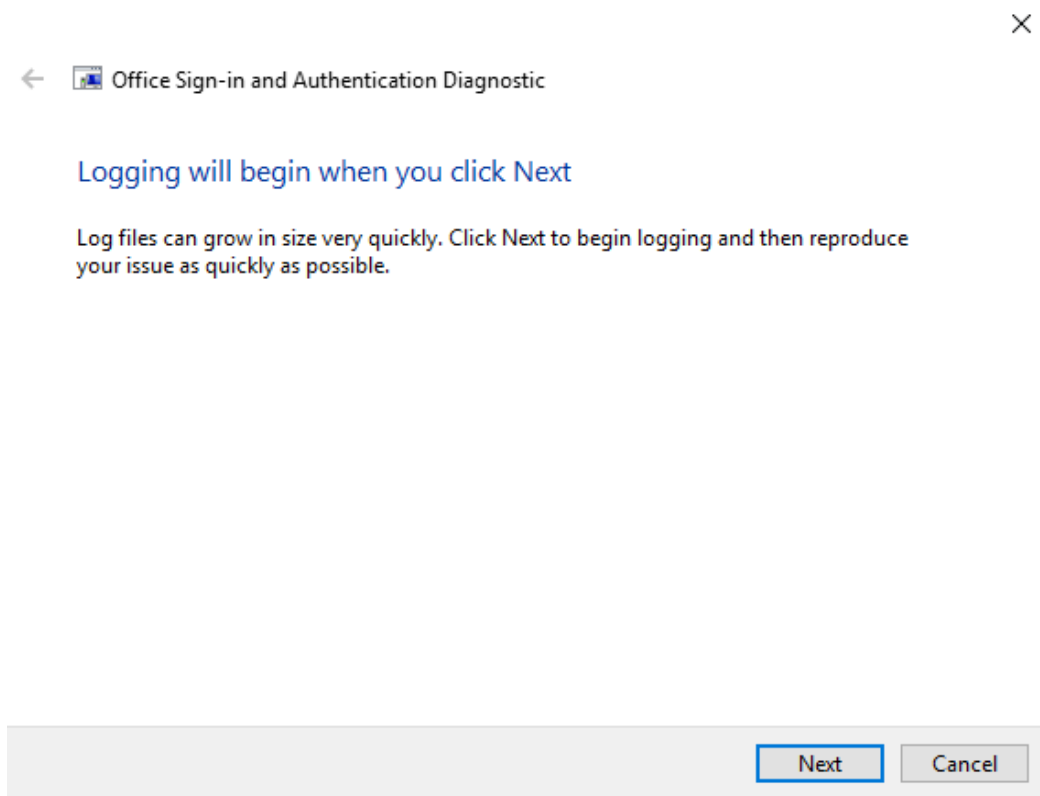 Office Sign-in and Authentication Diagnostic
Logging will begin when you click Next
Log files can grow in size very quickly. Click Next to begin logging and then reproduce
your issue as quickly as possible.
Next Cancel